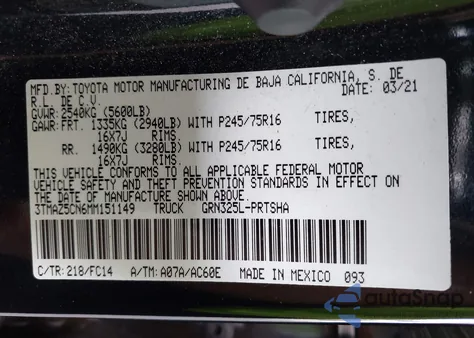 MFD.BY: TOYOTA MOTOR MANUFACTURING DE BAJA CALIFORNIA, S. DE
R.L. DE C.V. DATE: 03/21
GVWR: 2540KG (5600LB)
GAWR: FRT. 1335KG (2940LB) WITH P245/75R16 TIRES,
16X7J RIMS.
RR. 1490KG (3280LB) WITH P245/75R16 TIRES,
16X7J RIMS.
THIS VEHICLE CONFORMS TO ALL APPLICABLE FEDERAL MOTOR
VEHICLE SAFETY AND THEFT PREVENTION STANDARDS IN EFFECT ON
THE DATE OF MANUFACTURE SHOWN ABOVE.
3TMAZ5CN6MM151149 TRUCK GRN325L-PRTSHA
C/TR: 218/FC14 A/TM: A07A/AC60E MADE IN MEXICO 093
autoSnap